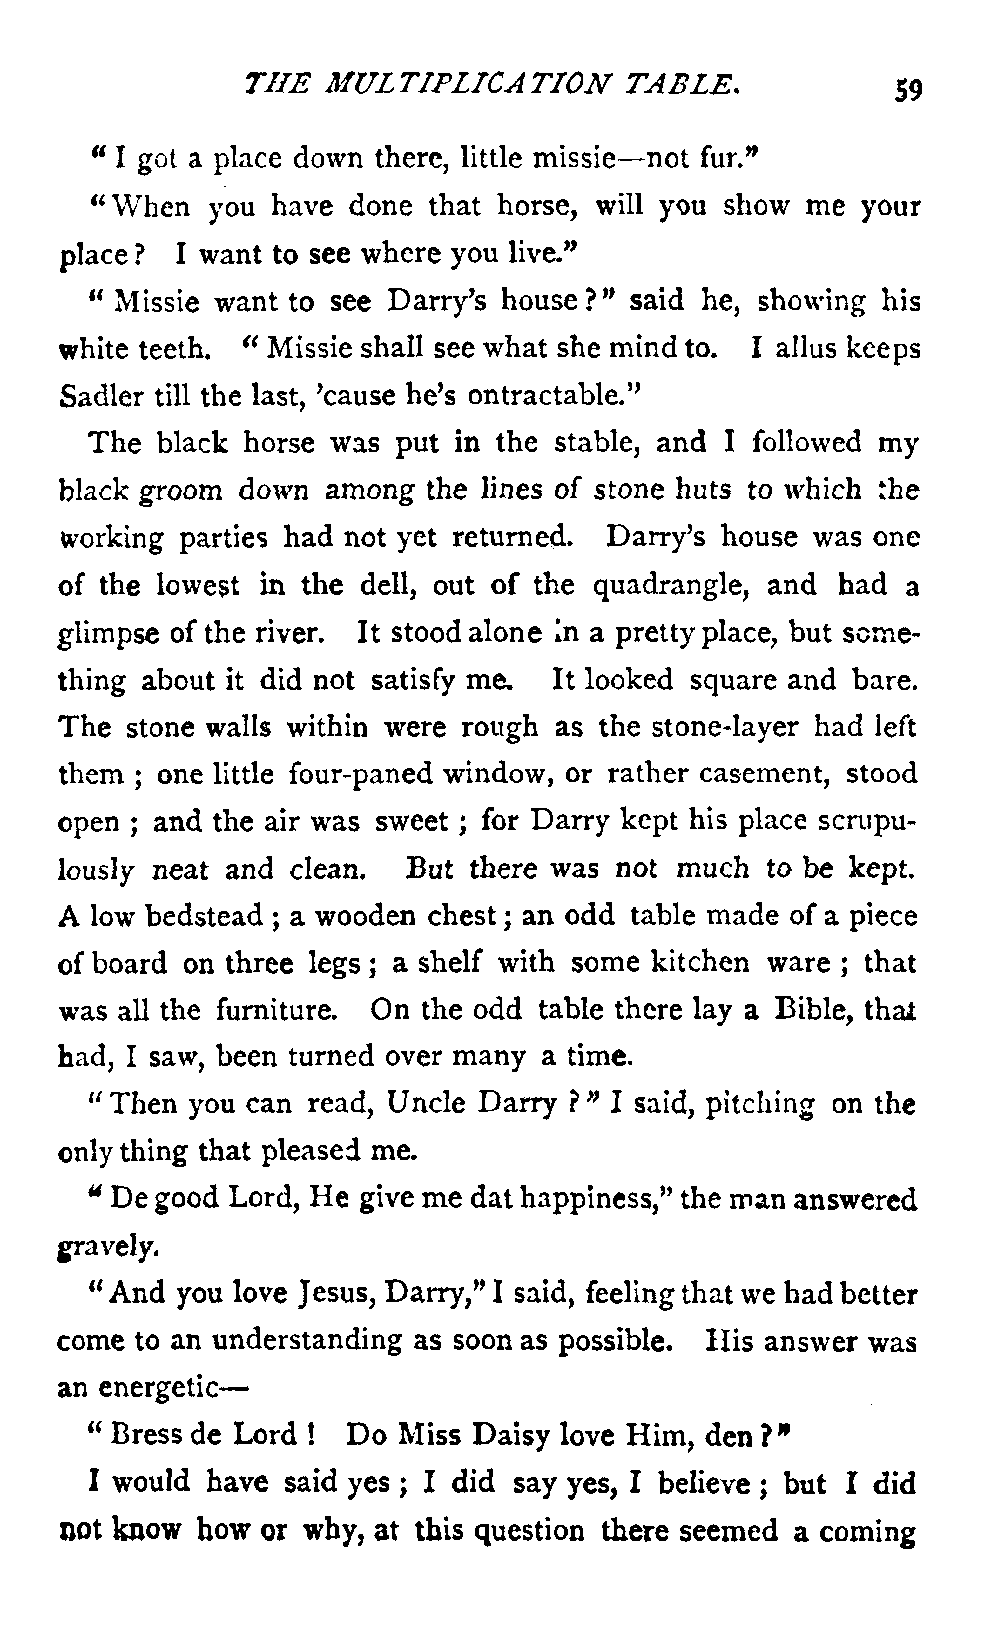 THE MULTIPLICATION TABLE. 59
" I got a place down there, little missie—not fur."
"When you have done that horse, will you show me your
place? I want to see where you live."
" Missie want to see Darry's house?" said he, showing his
white teeth. " Missie shall see what she mind to. I allus keeps
Sadler till the last, 'cause he's ontractable."
The black horse was put in the stable, and I followed my
black groom down among the lines of stone huts to which the
working parties had not yet returned. Darry's house was one
of the lowest in the dell, out of the quadrangle, and had a
glimpse of the river. It stood alone in a pretty place, but some-
thing about it did not satisfy me. It looked square and bare.
The stone walls within were rough as the stone-layer had left
them ; one little four-paned window, or rather casement, stood
open ; and the air was sweet ; for Darry kept his place scrupu-
lously neat and clean. But there was not much to be kept.
A low bedstead ; a wooden chest ; an odd table made of a piece
of board on three legs ; a shelf with some kitchen ware ; that
was all the furniture. On the odd table there lay a Bible, that
had, I saw, been turned over many a time.
" Then you can read, Uncle Darry ?" I said, pitching on the
only thing that pleased me.
" De good Lord, He give me dat happiness," the man answered
gravely.
"And you love Jesus, Darry," I said, feeling that we had better
come to an understanding as soon as possible. His answer was
an energetic—
" Bress de Lord ! Do Miss Daisy love Him, den ?"
I would have said yes ; I did say yes, I believe ; but I did
not know how or why, at this question there seemed a coming